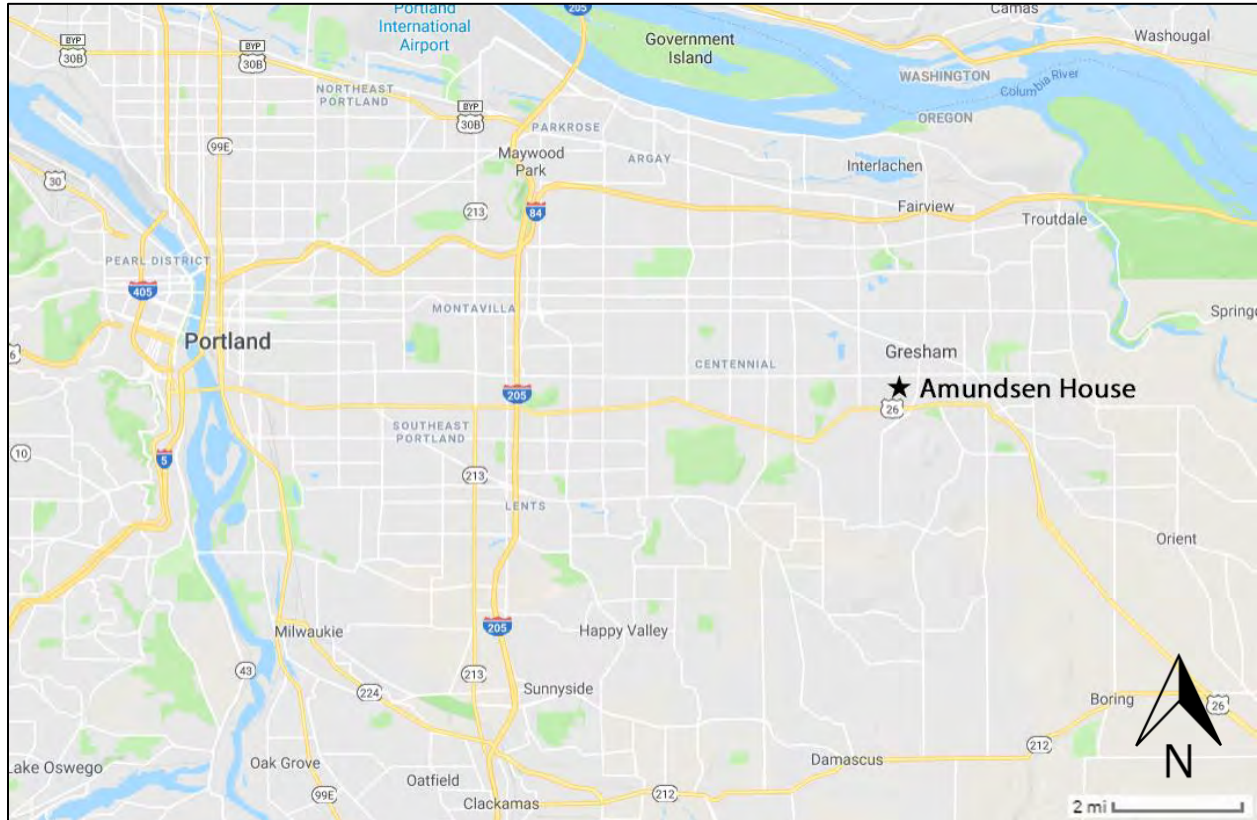 Portland
International
Airport
205
Camas
Washougal
Government
Island
BYP
30B
BYP
30B
WASHINGTON
Columbia River
OREGON
NORTHEAST
PORTLAND
BYP
30B
PARKROSE
99E
Maywood
Park
ARGAY
Interlachen
30
213
84
Fairview
Troutdale
PEARL DISTRICT
405
MONTAVILLA
Springd
Portland
6
CENTENNIAL
Gresham
205
Amundsen House
26
SOUTHEAST
PORTLAND
10
5
213
LENTS
Orient
Milwaukie
205
Happy Valley
43
213
224
Sunnyside
Boring
26
212
Lake Oswego
Oak Grove
Oatfield
Damascus
N
99E
Clackamas
212
2 mi